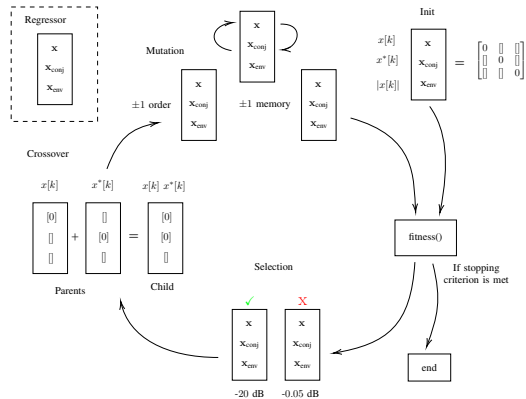 Regressor
x
x_conj
x_env
Mutation
x
x_conj
x_env
Init
x[k]
x*[k]
|x[k]|
x
x_conj
x_env
=
[0 [] []
[] 0 []
[] [] 0]
±1 order
x
x_conj
x_env
±1 memory
x
x_conj
x_env
Crossover
x[k] x*[k] x[k] x*[k]
[0] [] [0]
[] + [0] = [0]
[] [] []
Parents Child
fitness()
If stopping
criterion is met
Selection
✓ X
x x
x_conj x_conj
x_env x_env
-20 dB -0.05 dB
end